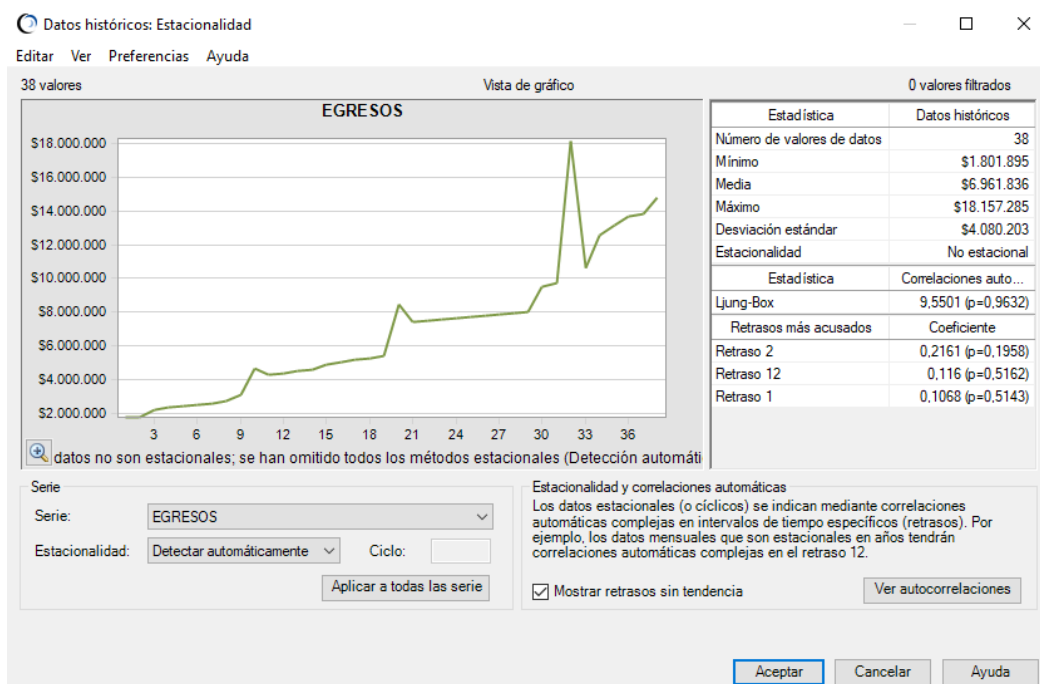 Datos históricos: Estacionalidad
Editar Ver Preferencias Ayuda
38 valores Vista de gráfico 0 valores filtrados
EGRESOS
$18.000.000
$16.000.000
$14.000.000
$12.000.000
$10.000.000
$8.000.000
$6.000.000
$4.000.000
$2.000.000
3 6 9 12 15 18 21 24 27 30 33 36
datos no son estacionales; se han omitido todos los métodos estacionales (Detección automáti
Estadística Datos históricos
Número de valores de datos 38
Mínimo $1.801.895
Media $6.961.836
Máximo $18.157.285
Desviación estándar $4.080.203
Estacionalidad No estacional
Estadística Correlaciones auto...
Ljung-Box 9,5501 (p=0,9632)
Retrasos más acusados Coeficiente
Retraso 2 0,2161 (p=0,1958)
Retraso 12 0,116 (p=0,5162)
Retraso 1 0,1068 (p=0,5143)
Serie
Serie: EGRESOS
Estacionalidad: Detectar automáticamente Ciclo:
Aplicar a todas las serie
Estacionalidad y correlaciones automáticas
Los datos estacionales (o cíclicos) se indican mediante correlaciones
automáticas complejas en intervalos de tiempo específicos (retrasos). Por
ejemplo, los datos mensuales que son estacionales en años tendrán
correlaciones automáticas complejas en el retraso 12.
Mostrar retrasos sin tendencia Ver autocorrelaciones
Aceptar Cancelar Ayuda